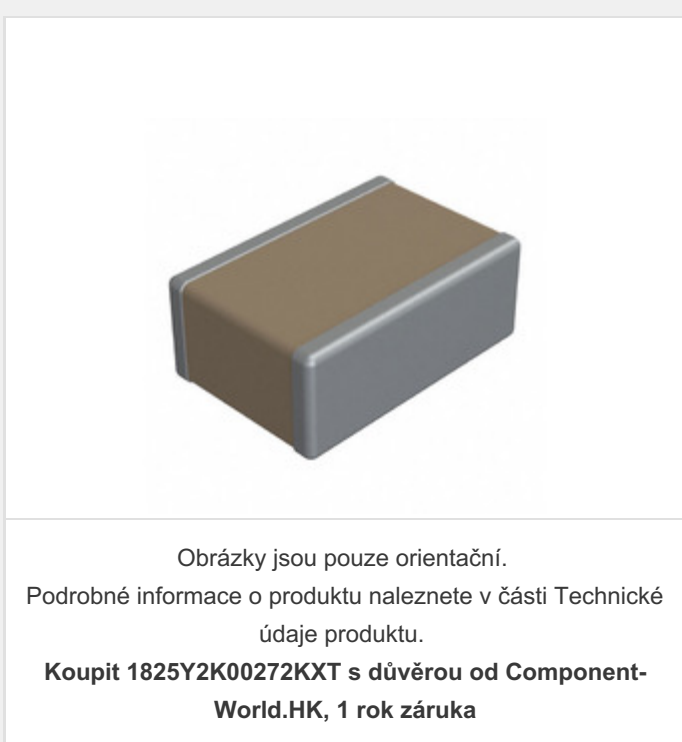 Obrázky jsou pouze orientační.
Podrobné informace o produktu naleznete v části Technické
údaje produktu.
Koupit 1825Y2K00272KXT s důvěrou od Component-
World.HK, 1 rok záruka